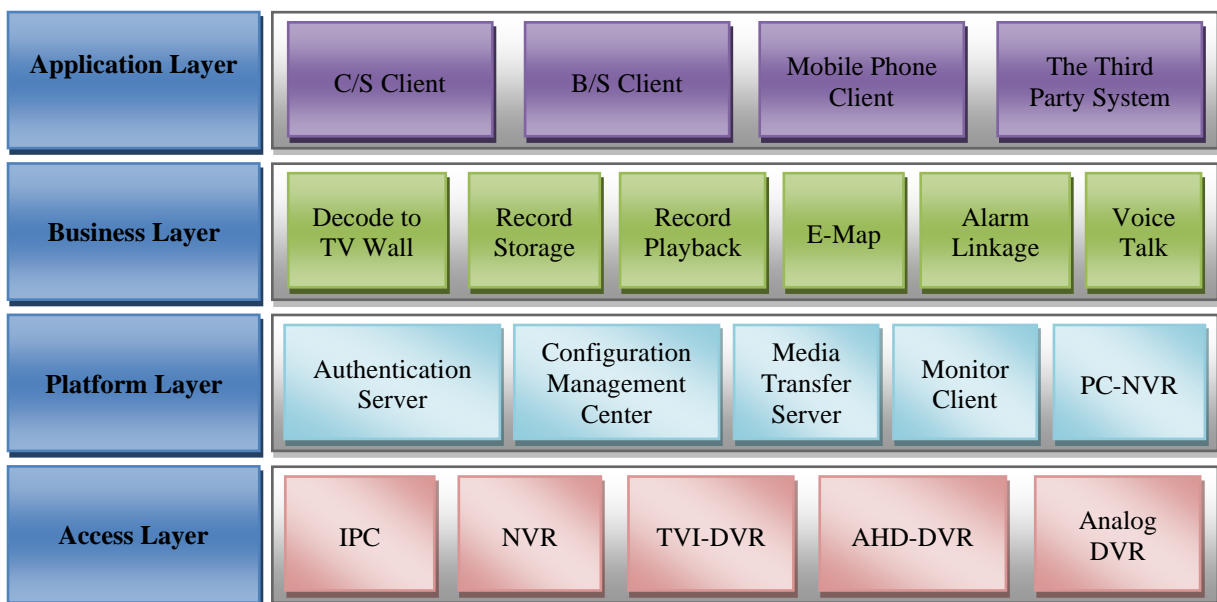 Application Layer
C/S Client
B/S Client
Mobile Phone
Client
The Third
Party System
Business Layer
Decode to
TV Wall
Record
Storage
Record
Playback
E-Map
Alarm
Linkage
Voice
Talk
Platform Layer
Authentication
Server
Configuration
Management
Center
Media
Transfer
Server
Monitor
Client
PC-NVR
Access Layer
IPC
NVR
TVI-DVR
AHD-DVR
Analog
DVR